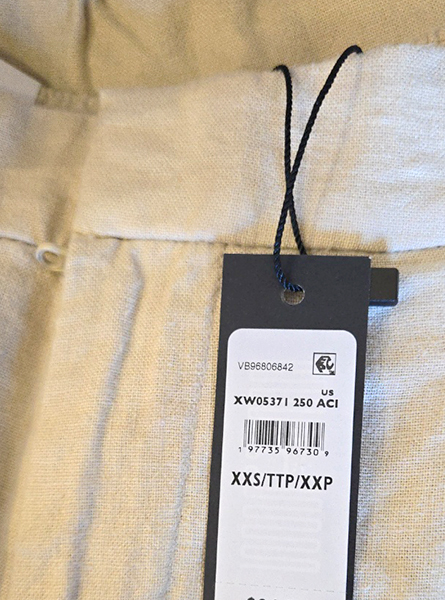 VB96806842
US
XW05371 250 ACI
1 97735 96730 9
XXS/TTP/XXP